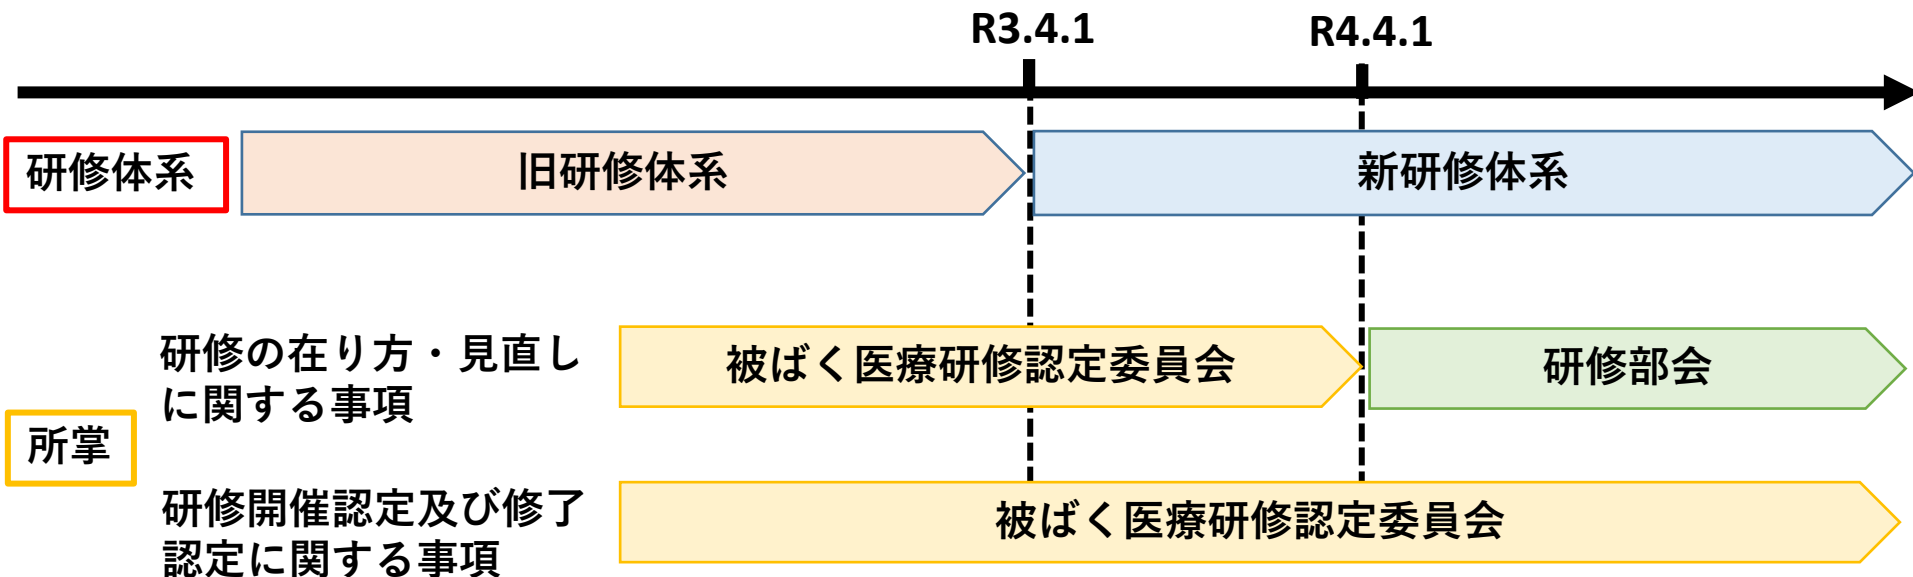 R3.4.1
R4.4.1
研修体系
旧研修体系
新研修体系
研修の在り方・見直し
に関する事項
被ばく医療研修認定委員会
研修部会
所掌
研修開催認定及び修了
認定に関する事項
被ばく医療研修認定委員会